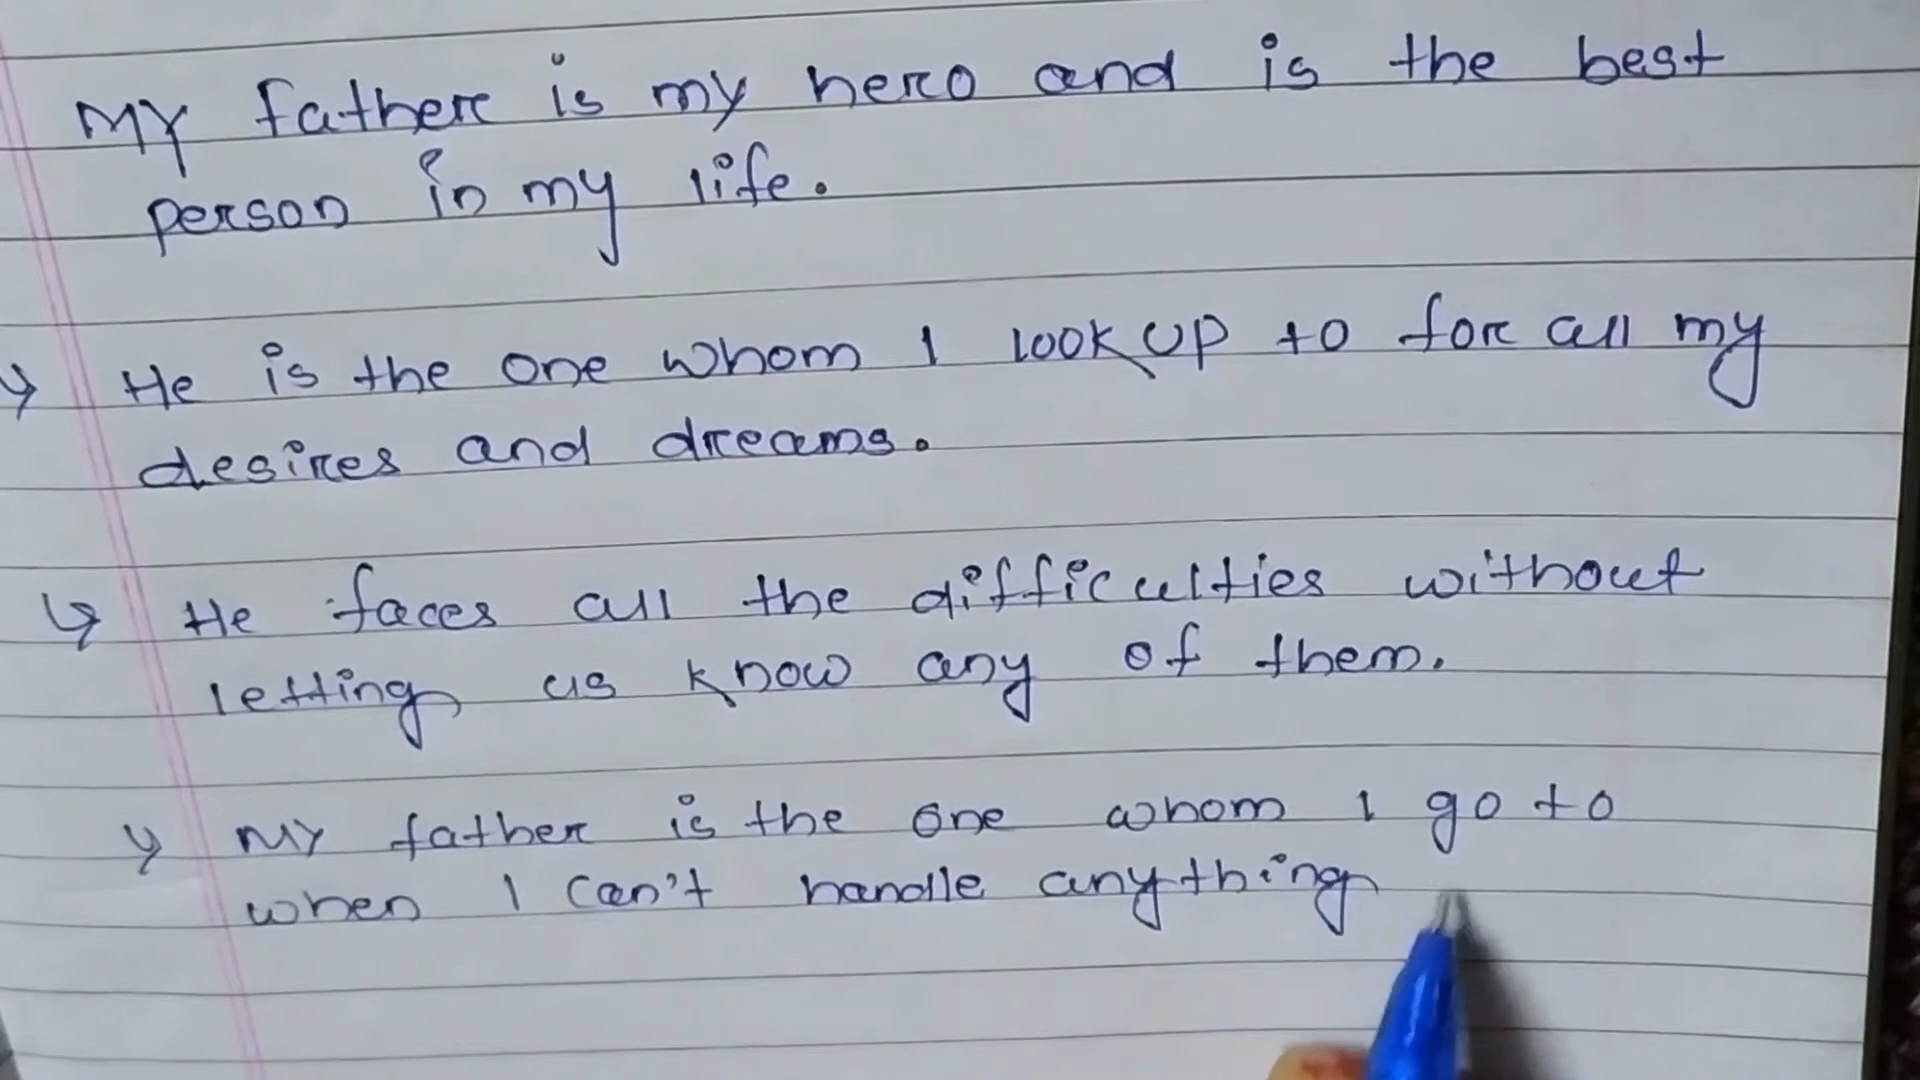 My father is my hero and is the best
person in my life.
↳ He is the one whom I look up to for all my
desires and dreams.
↳ He faces all the difficulties without
letting us know any of them.
↳ My father is the one whom I go to
when I can't handle anything